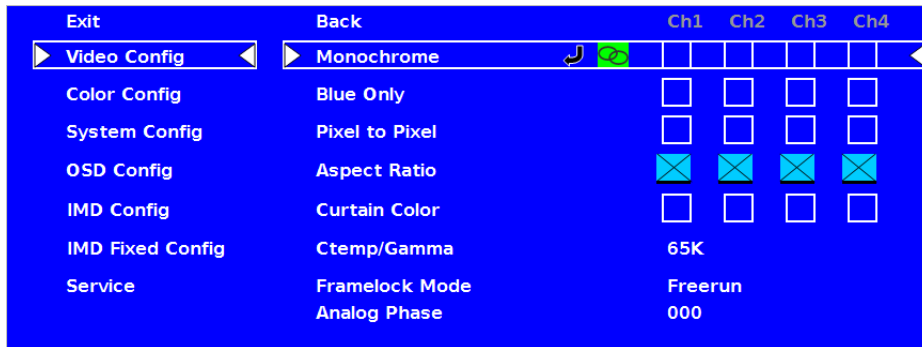 Exit Back Ch1 Ch2 Ch3 Ch4
Video Config Monochrome
Color Config Blue Only
System Config Pixel to Pixel
OSD Config Aspect Ratio
IMD Config Curtain Color
IMD Fixed Config Ctemp/Gamma 65K
Service Framelock Mode Freerun
Analog Phase 000